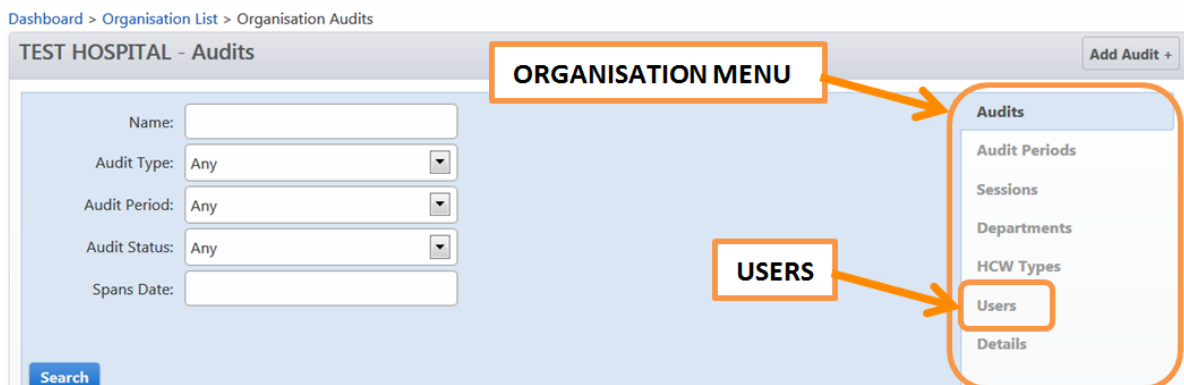 Dashboard > Organisation List > Organisation Audits
TEST HOSPITAL - Audits
Add Audit +
ORGANISATION MENU
Name:
Audit Type: Any
Audit Period: Any
Audit Status: Any
Spans Date:
Search
USERS
Audits
Audit Periods
Sessions
Departments
HCW Types
Users
Details